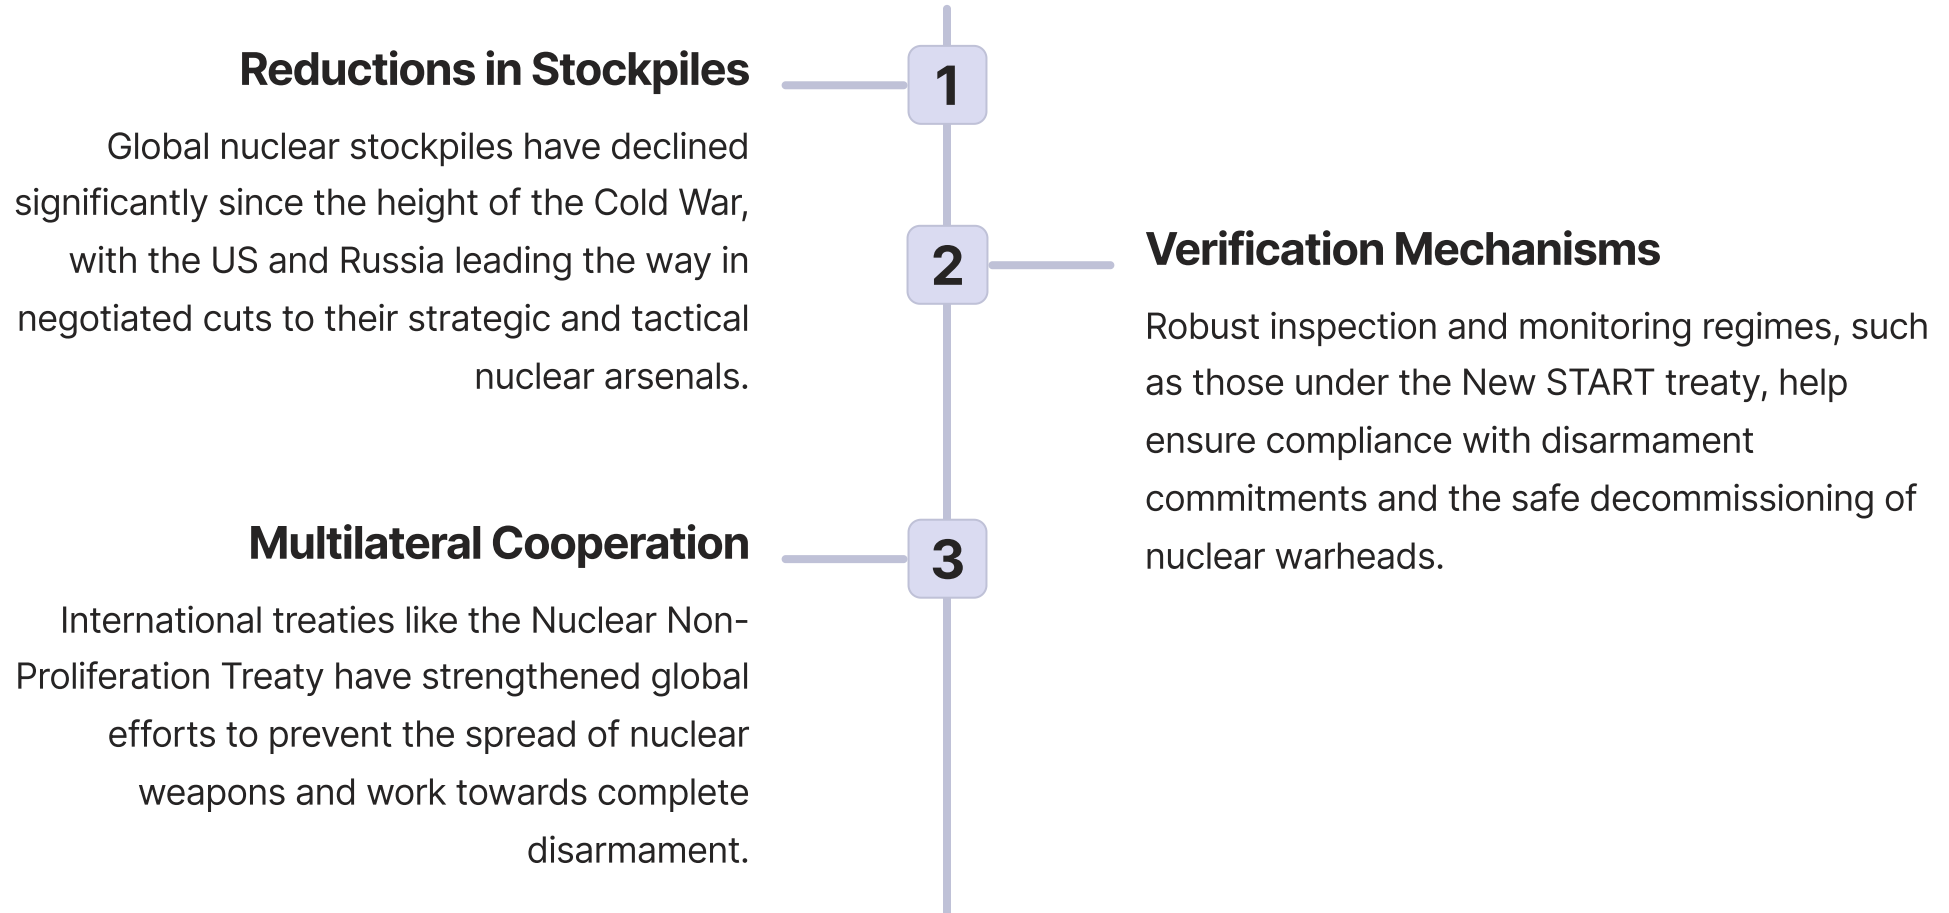 Reductions in Stockpiles
1
Global nuclear stockpiles have declined
significantly since the height of the Cold War,
with the US and Russia leading the way in
negotiated cuts to their strategic and tactical
nuclear arsenals.
2
Verification Mechanisms
Robust inspection and monitoring regimes, such
as those under the New START treaty, help
ensure compliance with disarmament
commitments and the safe decommissioning of
nuclear warheads.
Multilateral Cooperation
3
International treaties like the Nuclear Non-
Proliferation Treaty have strengthened global
efforts to prevent the spread of nuclear
weapons and work towards complete
disarmament.